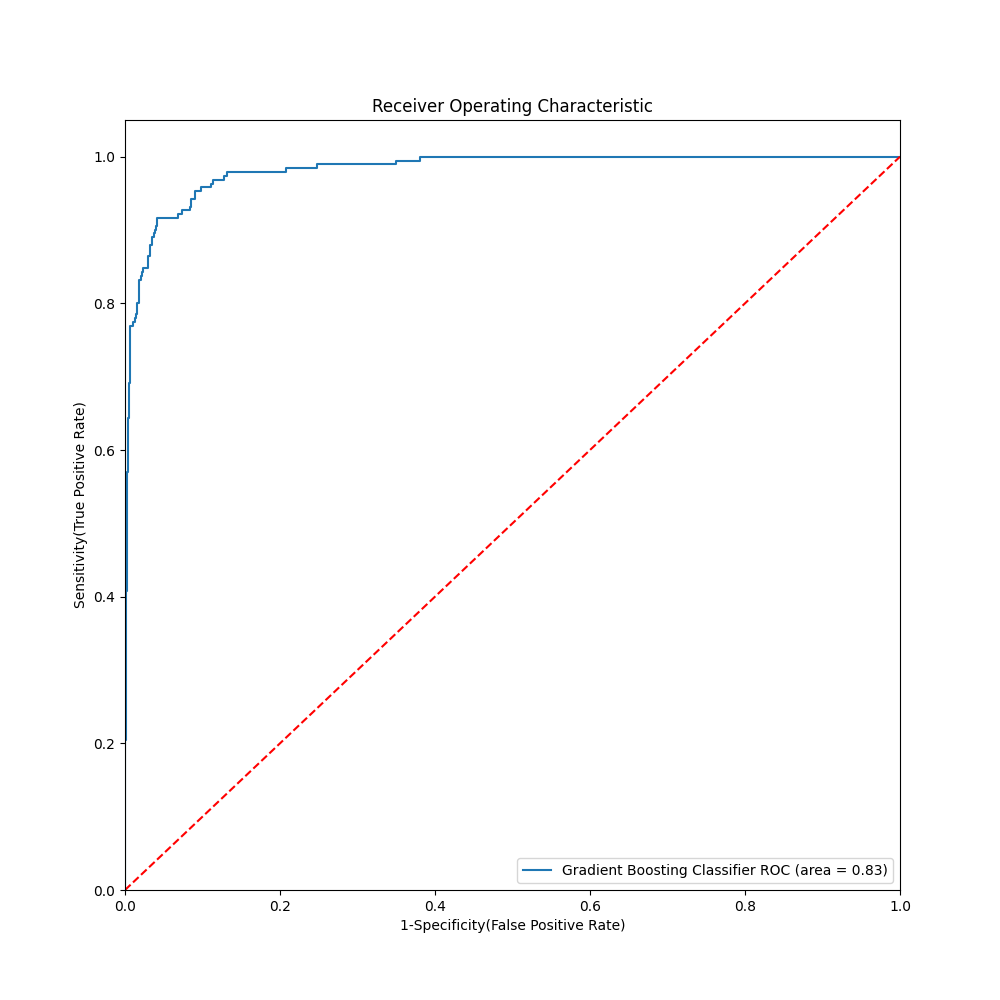 Receiver Operating Characteristic
1.0
0.8
0.6
0.4
0.2
0.0
Sensitivity(True Positive Rate)
Gradient Boosting Classifier ROC (area = 0.83)
0.0 0.2 0.4 0.6 0.8 1.0
1-Specificity(False Positive Rate)